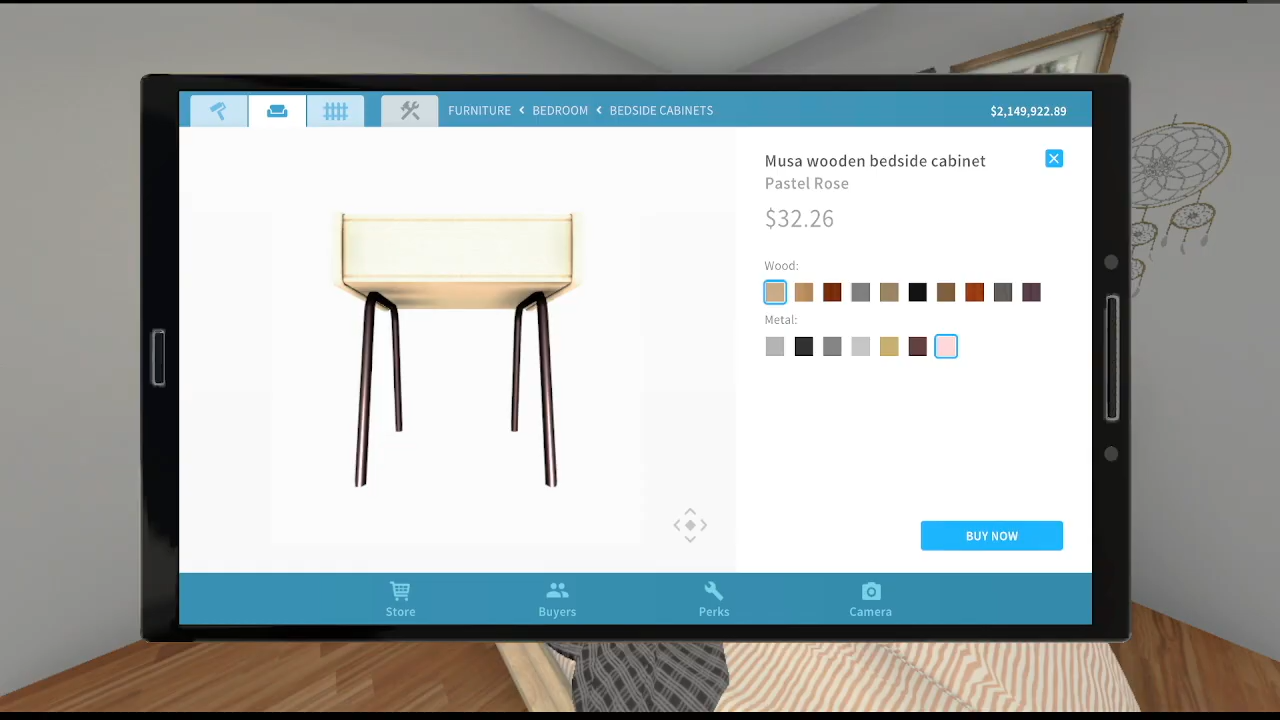 FURNITURE < BEDROOM < BEDSIDE CABINETS
$2,149,922.89
Musa wooden bedside cabinet
Pastel Rose
$32.26
Wood:
Metal:
BUY NOW
Store
Buyers
Perks
Camera